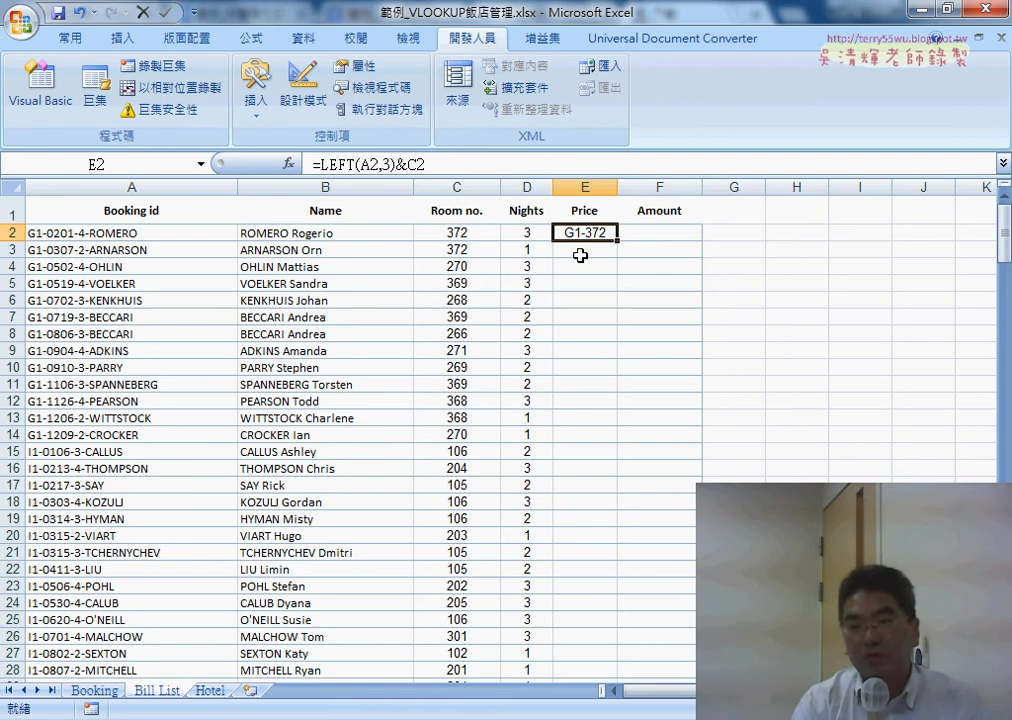 範例_VLOOKUP飯店管理.xlsx - Microsoft Excel
常用 插入 版面配置 公式 資料 校閱 檢視 開發人員 增益集 Universal Document Converter
http://terry55wu.blogspot.tw
吳清輝老師錄製
Visual Basic 巨集 錄製巨集 以相對位置錄製 巨集安全性 程式碼
插入 設計模式 屬性 檢視程式碼 執行對話方塊 控制項
來源 對應內容 擴充套件 重新整理資料 匯入 匯出 XML
E2 fx =LEFT(A2,3)&C2
A B C D E F G H I J K
1 Booking id Name Room no. Nights Price Amount
2 G1-0201-4-ROMERO ROMERO Rogerio 372 3 G1-372
3 G1-0307-2-ARNARSON ARNARSON Orn 372 1
4 G1-0502-4-OHLIN OHLIN Mattias 270 3
5 G1-0519-4-VOELKER VOELKER Sandra 369 3
6 G1-0702-3-KENKHUIS KENKHUIS Johan 268 2
7 G1-0719-3-BECCARI BECCARI Andrea 369 2
8 G1-0806-3-BECCARI BECCARI Andrea 266 2
9 G1-0904-4-ADKINS ADKINS Amanda 271 3
10 G1-0910-3-PARRY PARRY Stephen 269 2
11 G1-1106-3-SPANNEBERG SPANNEBERG Torsten 369 2
12 G1-1126-4-PEARSON PEARSON Todd 368 3
13 G1-1206-2-WITTSTOCK WITTSTOCK Charlene 368 1
14 G1-1209-2-CROCKER CROCKER Ian 270 1
15 I1-0106-3-CALLUS CALLUS Ashley 106 2
16 I1-0213-4-THOMPSON THOMPSON Chris 204 3
17 I1-0217-3-SAY SAY Rick 105 2
18 I1-0303-4-KOZULJ KOZULJ Gordan 106 3
19 I1-0314-3-HYMAN HYMAN Misty 106 2
20 I1-0315-2-VIART VIART Hugo 203 1
21 I1-0315-3-TCHERNYCHEV TCHERNYCHEV Dmitri 105 2
22 I1-0411-3-LIU LIU Limin 105 2
23 I1-0506-4-POHL POHL Stefan 202 3
24 I1-0530-4-CALUB CALUB Dyana 205 3
25 I1-0620-4-O'NEILL O'NEILL Susie 106 3
26 I1-0701-4-MALCHOW MALCHOW Tom 301 3
27 I1-0802-2-SEXTON SEXTON Katy 102 1
28 I1-0807-2-MITCHELL MITCHELL Ryan 201 1
Booking Bill List Hotel
就緒